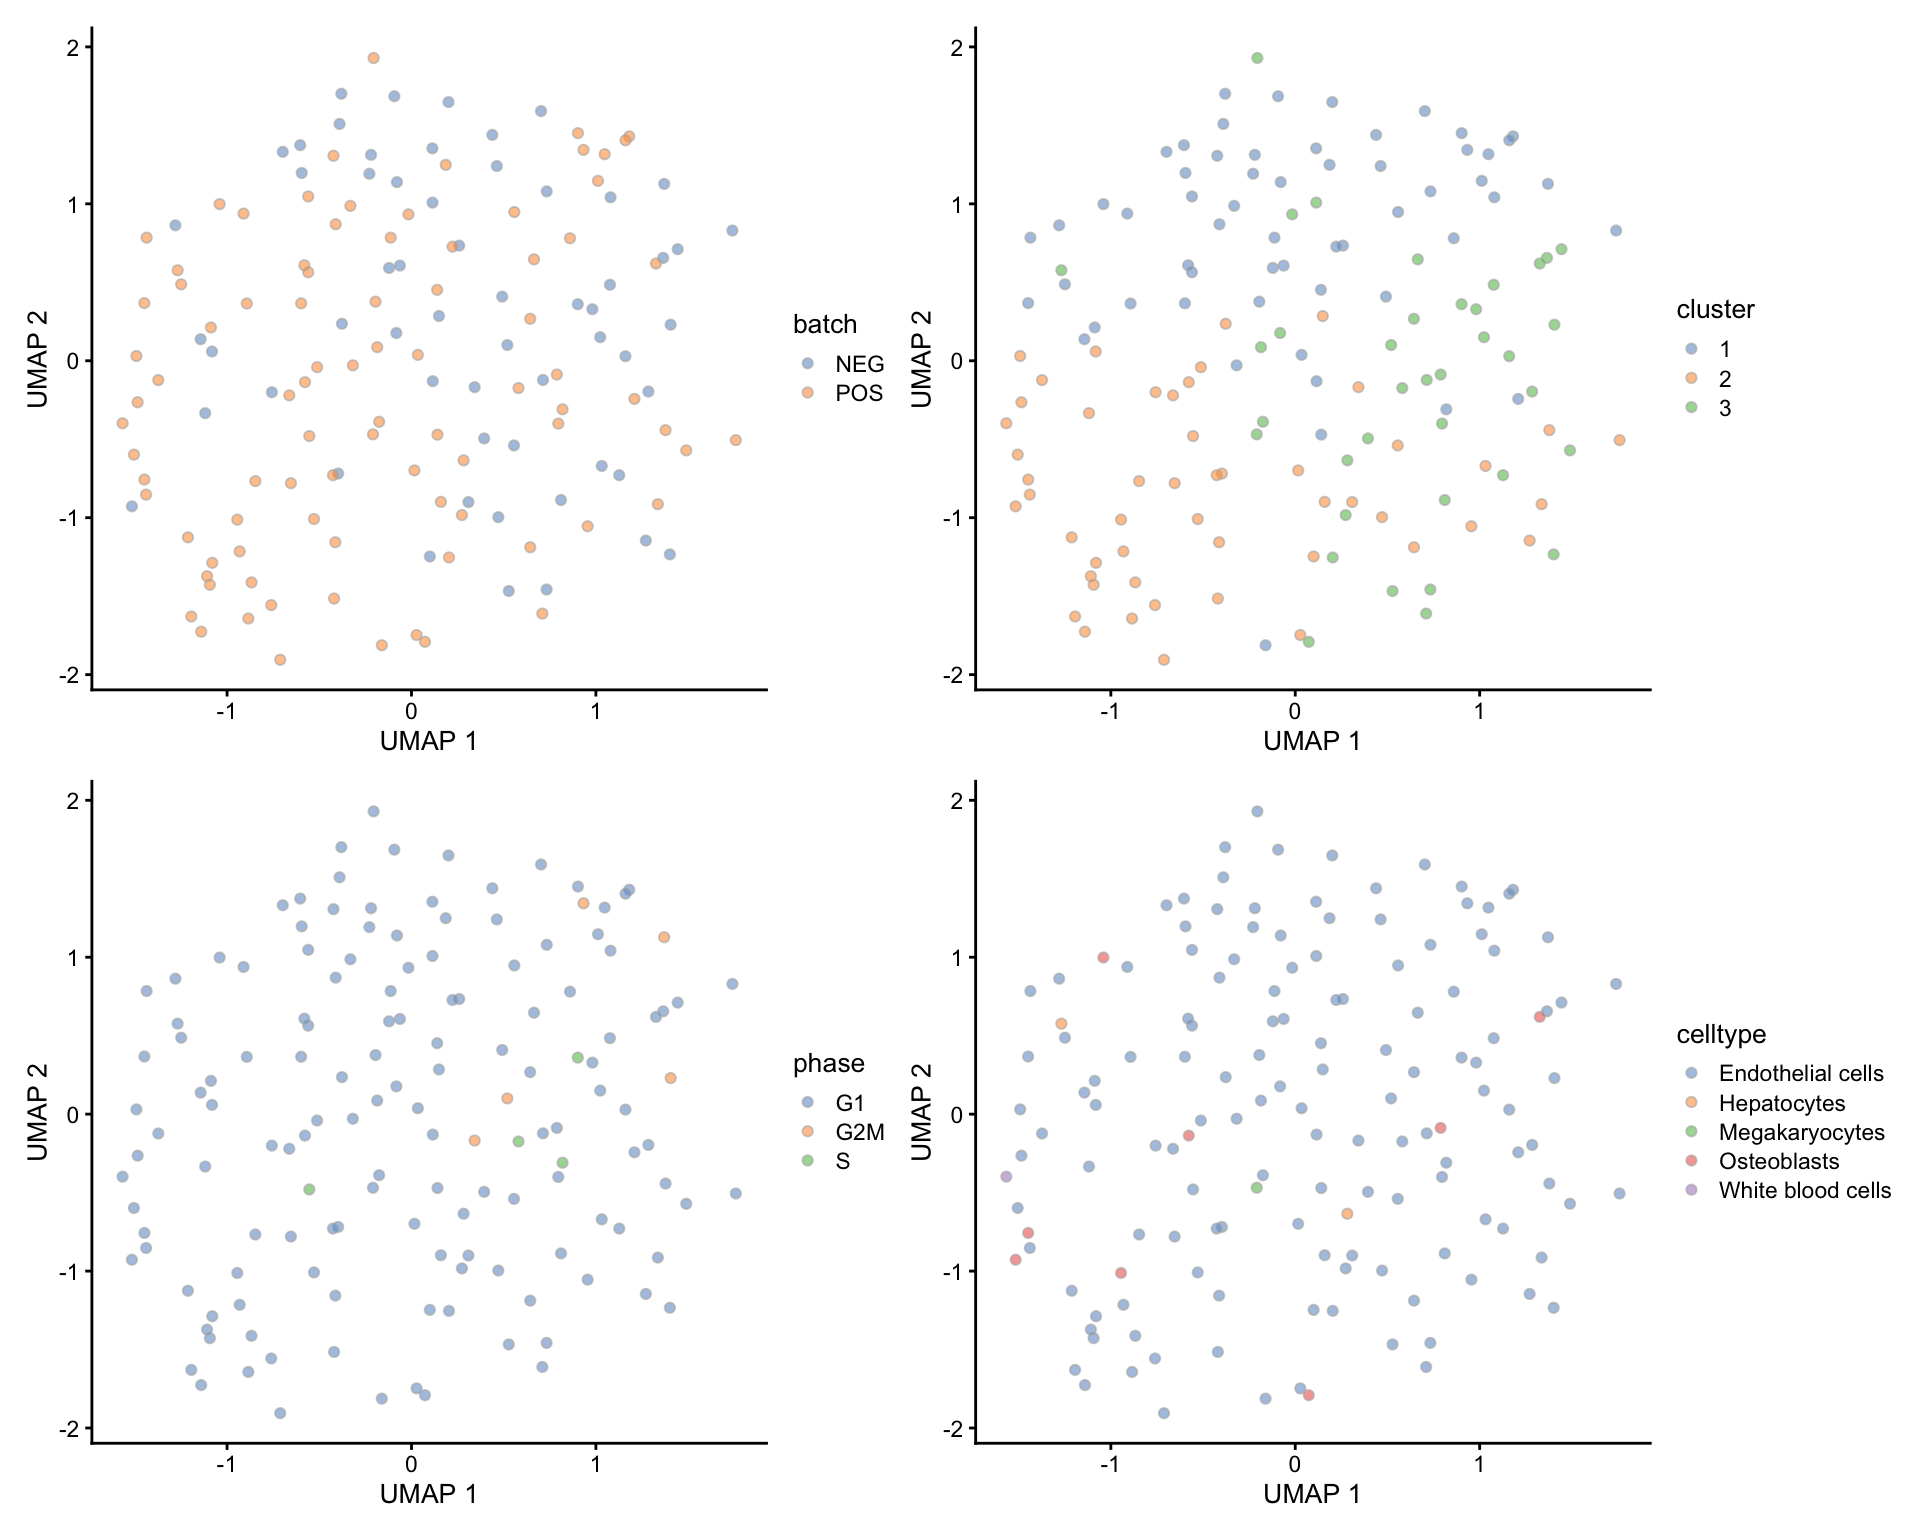 UMAP 2
2
1
0
-1
-2
-1
0
1
UMAP 1
batch
NEG
POS
UMAP 2
2
1
0
-1
-2
-1
0
1
UMAP 1
cluster
1
2
3
UMAP 2
2
1
0
-1
-2
-1
0
1
UMAP 1
phase
G1
G2M
S
UMAP 2
2
1
0
-1
-2
-1
0
1
UMAP 1
celltype
Endothelial cells
Hepatocytes
Megakaryocytes
Osteoblasts
White blood cells